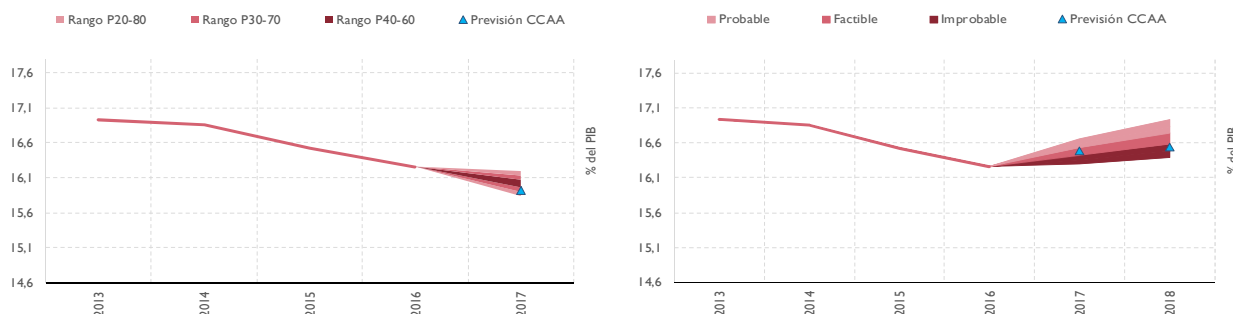 Rango P20-80 Rango P30-70 Rango P40-60 Previsión CCAA
17,6
17,1
16,6
16,1
15,6
15,1
14,6
2013 2014 2015 2016 2017
% del PIB
Probable Factible Improbable Previsión CCAA
17,6
17,1
16,6
16,1
15,6
15,1
14,6
2013 2014 2015 2016 2017 2018
% del PIB